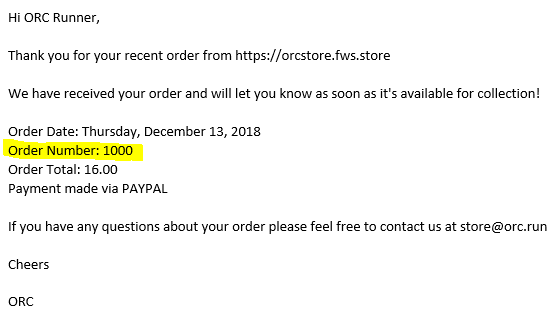 Hi ORC Runner,
Thank you for your recent order from https://orcstore.fws.store
We have received your order and will let you know as soon as it's available for collection!
Order Date: Thursday, December 13, 2018
Order Number: 1000
Order Total: 16.00
Payment made via PAYPAL
If you have any questions about your order please feel free to contact us at store@orc.run
Cheers
ORC